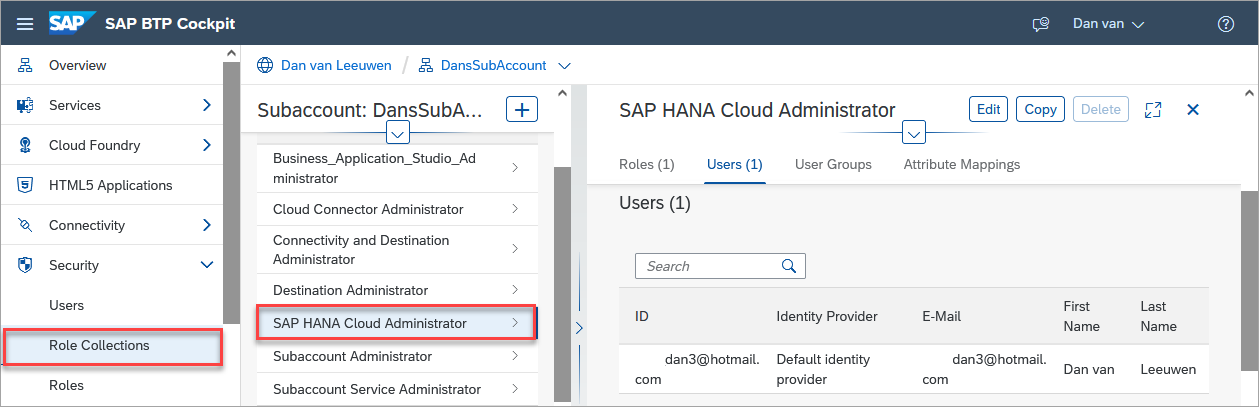 SAP SAP BTP Cockpit Dan van
Overview
Services
Cloud Foundry
HTML5 Applications
Connectivity
Security
Users
Role Collections
Roles
Dan van Leeuwen / DansSubAccount
Subaccount: DansSubA...
Business_Application_Studio_Ad
ministrator
Cloud Connector Administrator
Connectivity and Destination
Administrator
Destination Administrator
SAP HANA Cloud Administrator
Subaccount Administrator
Subaccount Service Administrator
SAP HANA Cloud Administrator Edit Copy Delete
Roles (1) Users (1) User Groups Attribute Mappings
Users (1)
Search
ID Identity Provider E-Mail First
Name Last
Name
dan3@hotmail.
com Default identity
provider dan3@hotmail.
com Dan van Leeuwen